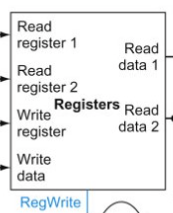 Read
register 1
Read
data 1
Read
register 2
Registers
Read
data 2
Write
register
Write
data
RegWrite